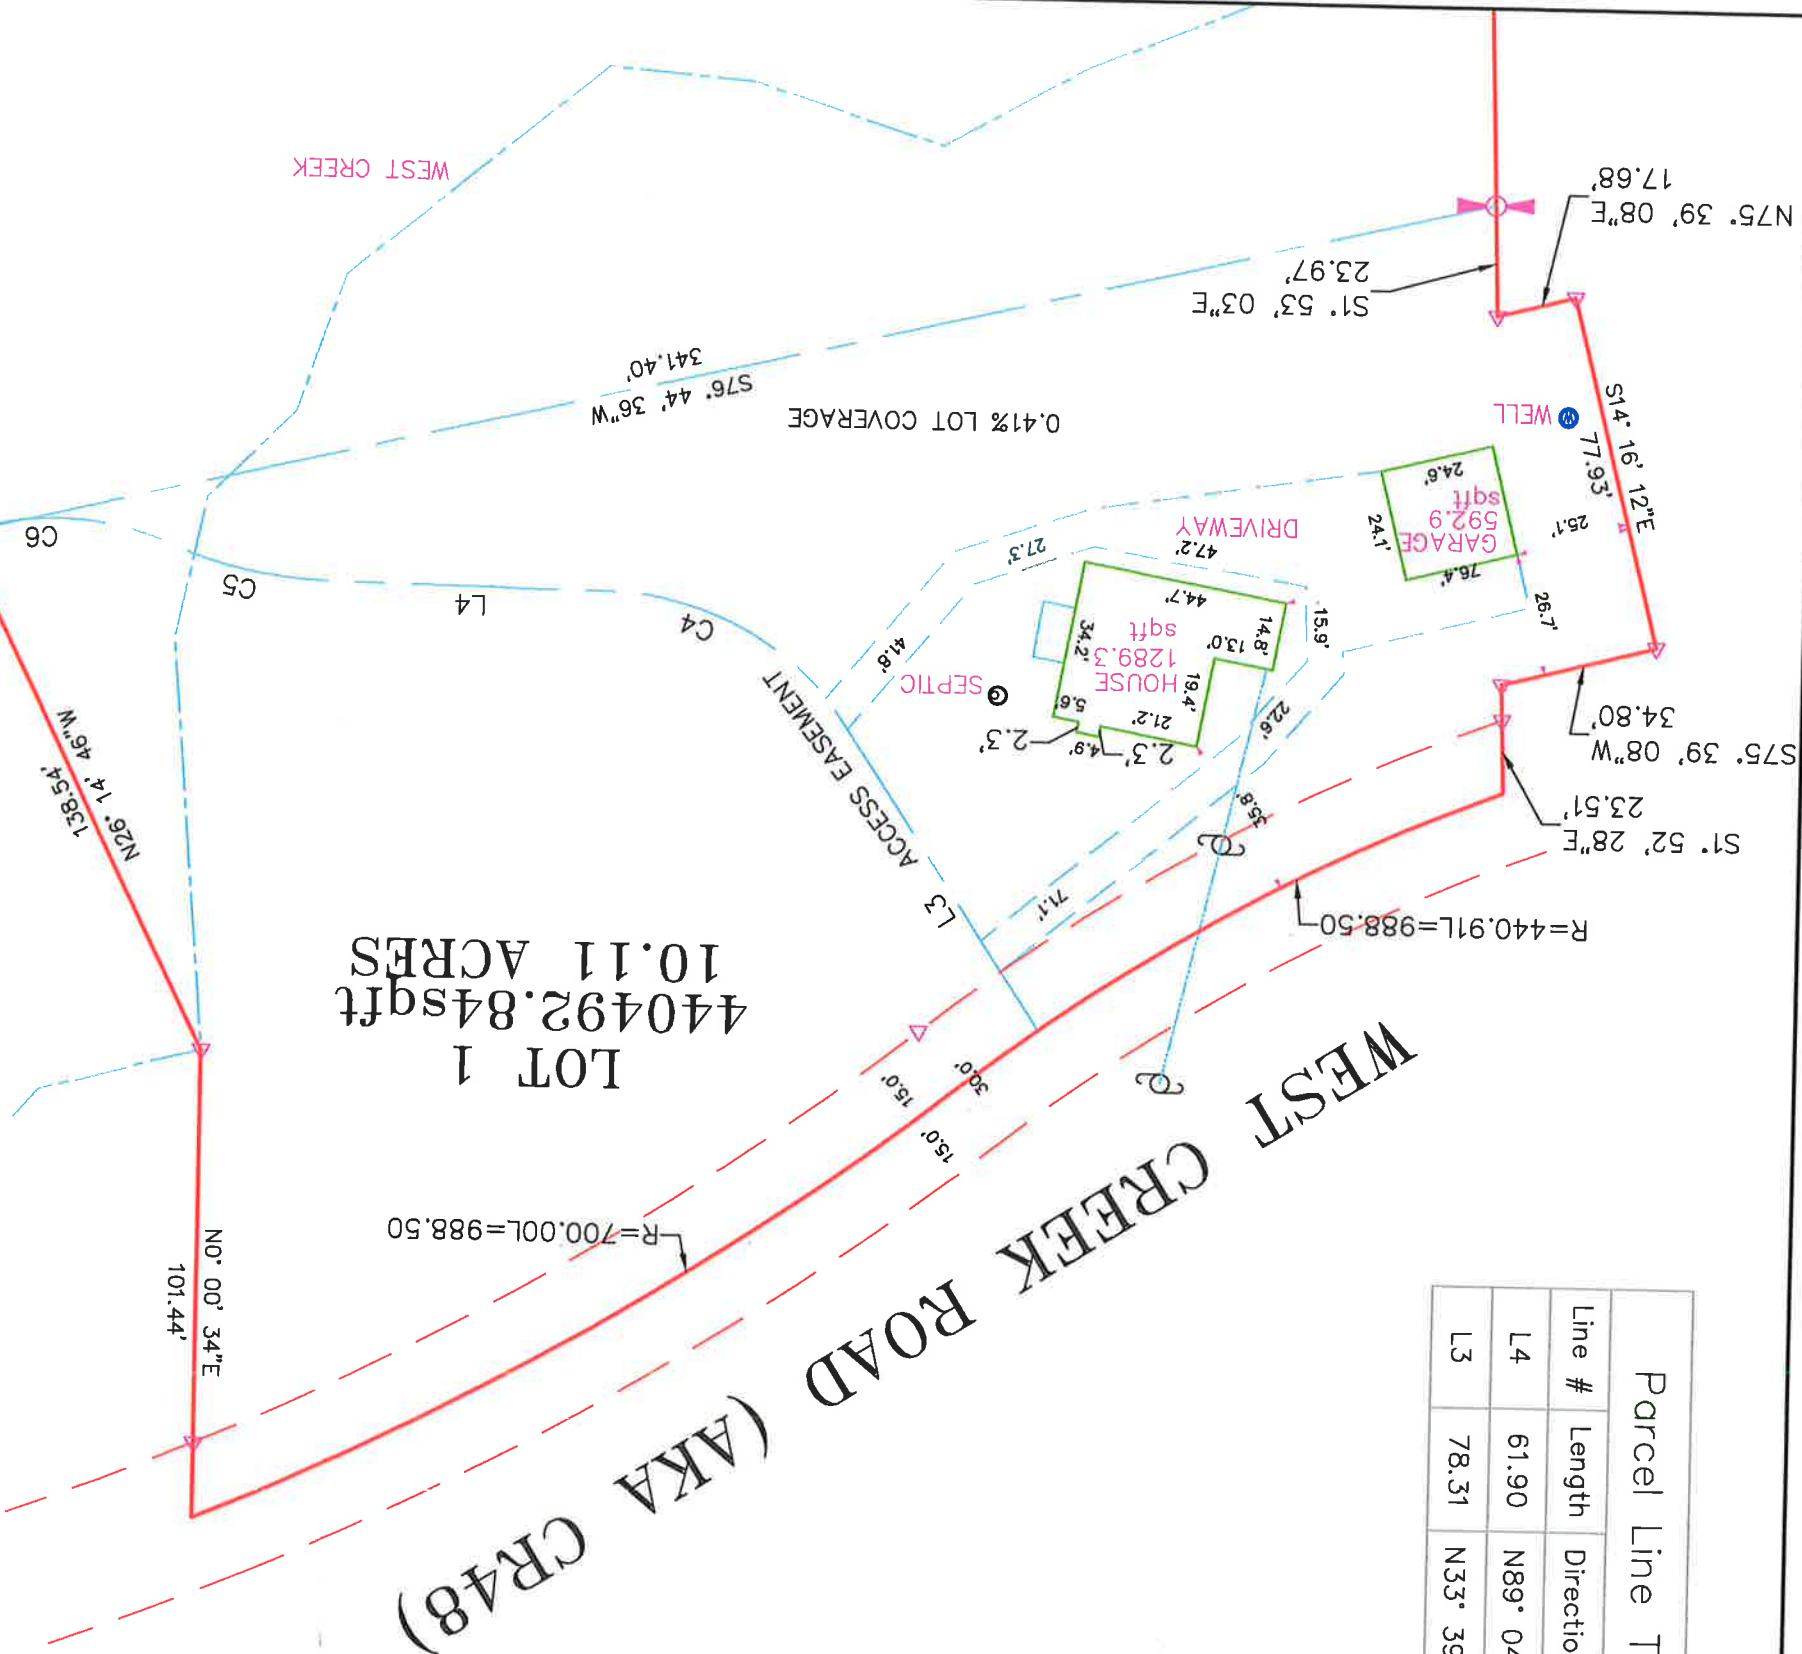 WEST CREEK
N75° 39' 08"E
17.68'
S1° 53' 03"E
23.97'
S76° 44' 36"W
341.40'
0.41% LOT COVERAGE
WELL
S14° 16' 12"E
77.93'
25.1'
GARAGE
592.9
sqft
24.6'
24.1'
76.4'
26.7'
DRIVEWAY
47.2'
27.3'
41.8'
15.9'
HOUSE
1289.3
sqft
44.7'
34.2'
14.8'
13.0'
19.4'
21.2'
5.6'
4.9'
2.3'
2.3'
SEPTIC
22.6'
35.8'
71.1'
S75° 39' 08"W
34.80'
S1° 52' 28"E
23.51'
R=440.91L=988.50
C6
C5
L4
C4
ACCESS EASEMENT
L3
N26° 14' 46"W
138.54'
LOT 1
440492.84sqft
10.11 ACRES
15.0'
30.0'
15.0'
R=700.00L=988.50
N0° 00' 34"E
101.44'
WEST CREEK ROAD (AKA CR48)
Parcel Line T
Line # Length Directio
L4 61.90 N89° 04
L3 78.31 N33° 39